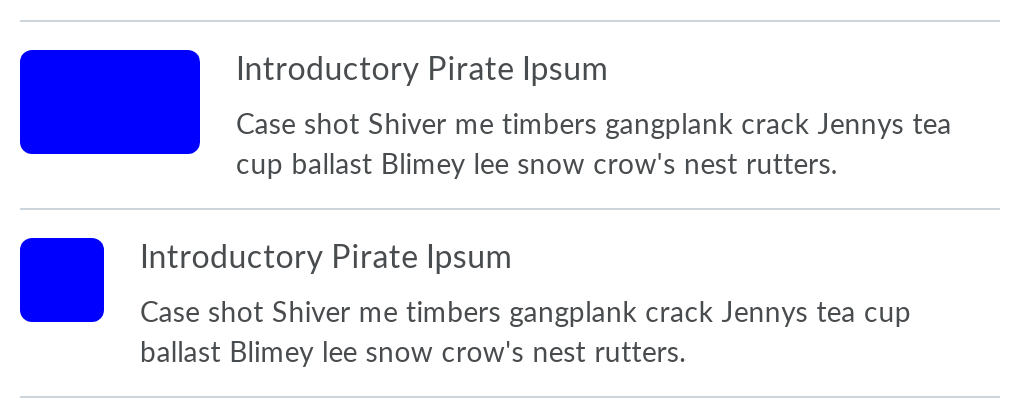 Introductory Pirate Ipsum
Case shot Shiver me timbers gangplank crack Jennys tea
cup ballast Blimey lee snow crow's nest rutters.
Introductory Pirate Ipsum
Case shot Shiver me timbers gangplank crack Jennys tea cup
ballast Blimey lee snow crow's nest rutters.